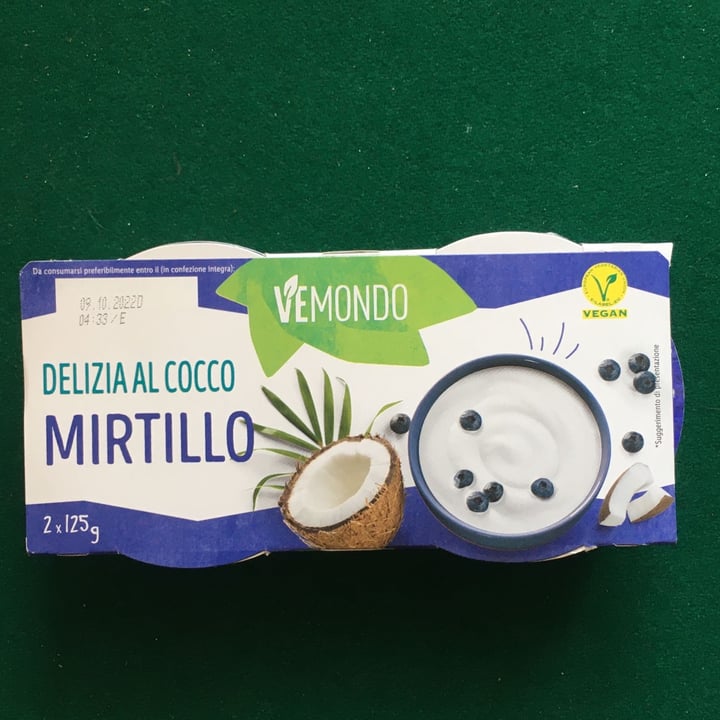 Da consumarsi preferibilmente entro il (in confezione integra):
09.10.2022D
04:33/E
VEMONDO
VEGAN
DELIZIA AL COCCO
MIRTILLO
2 x 125g
*Suggerimento di presentazione